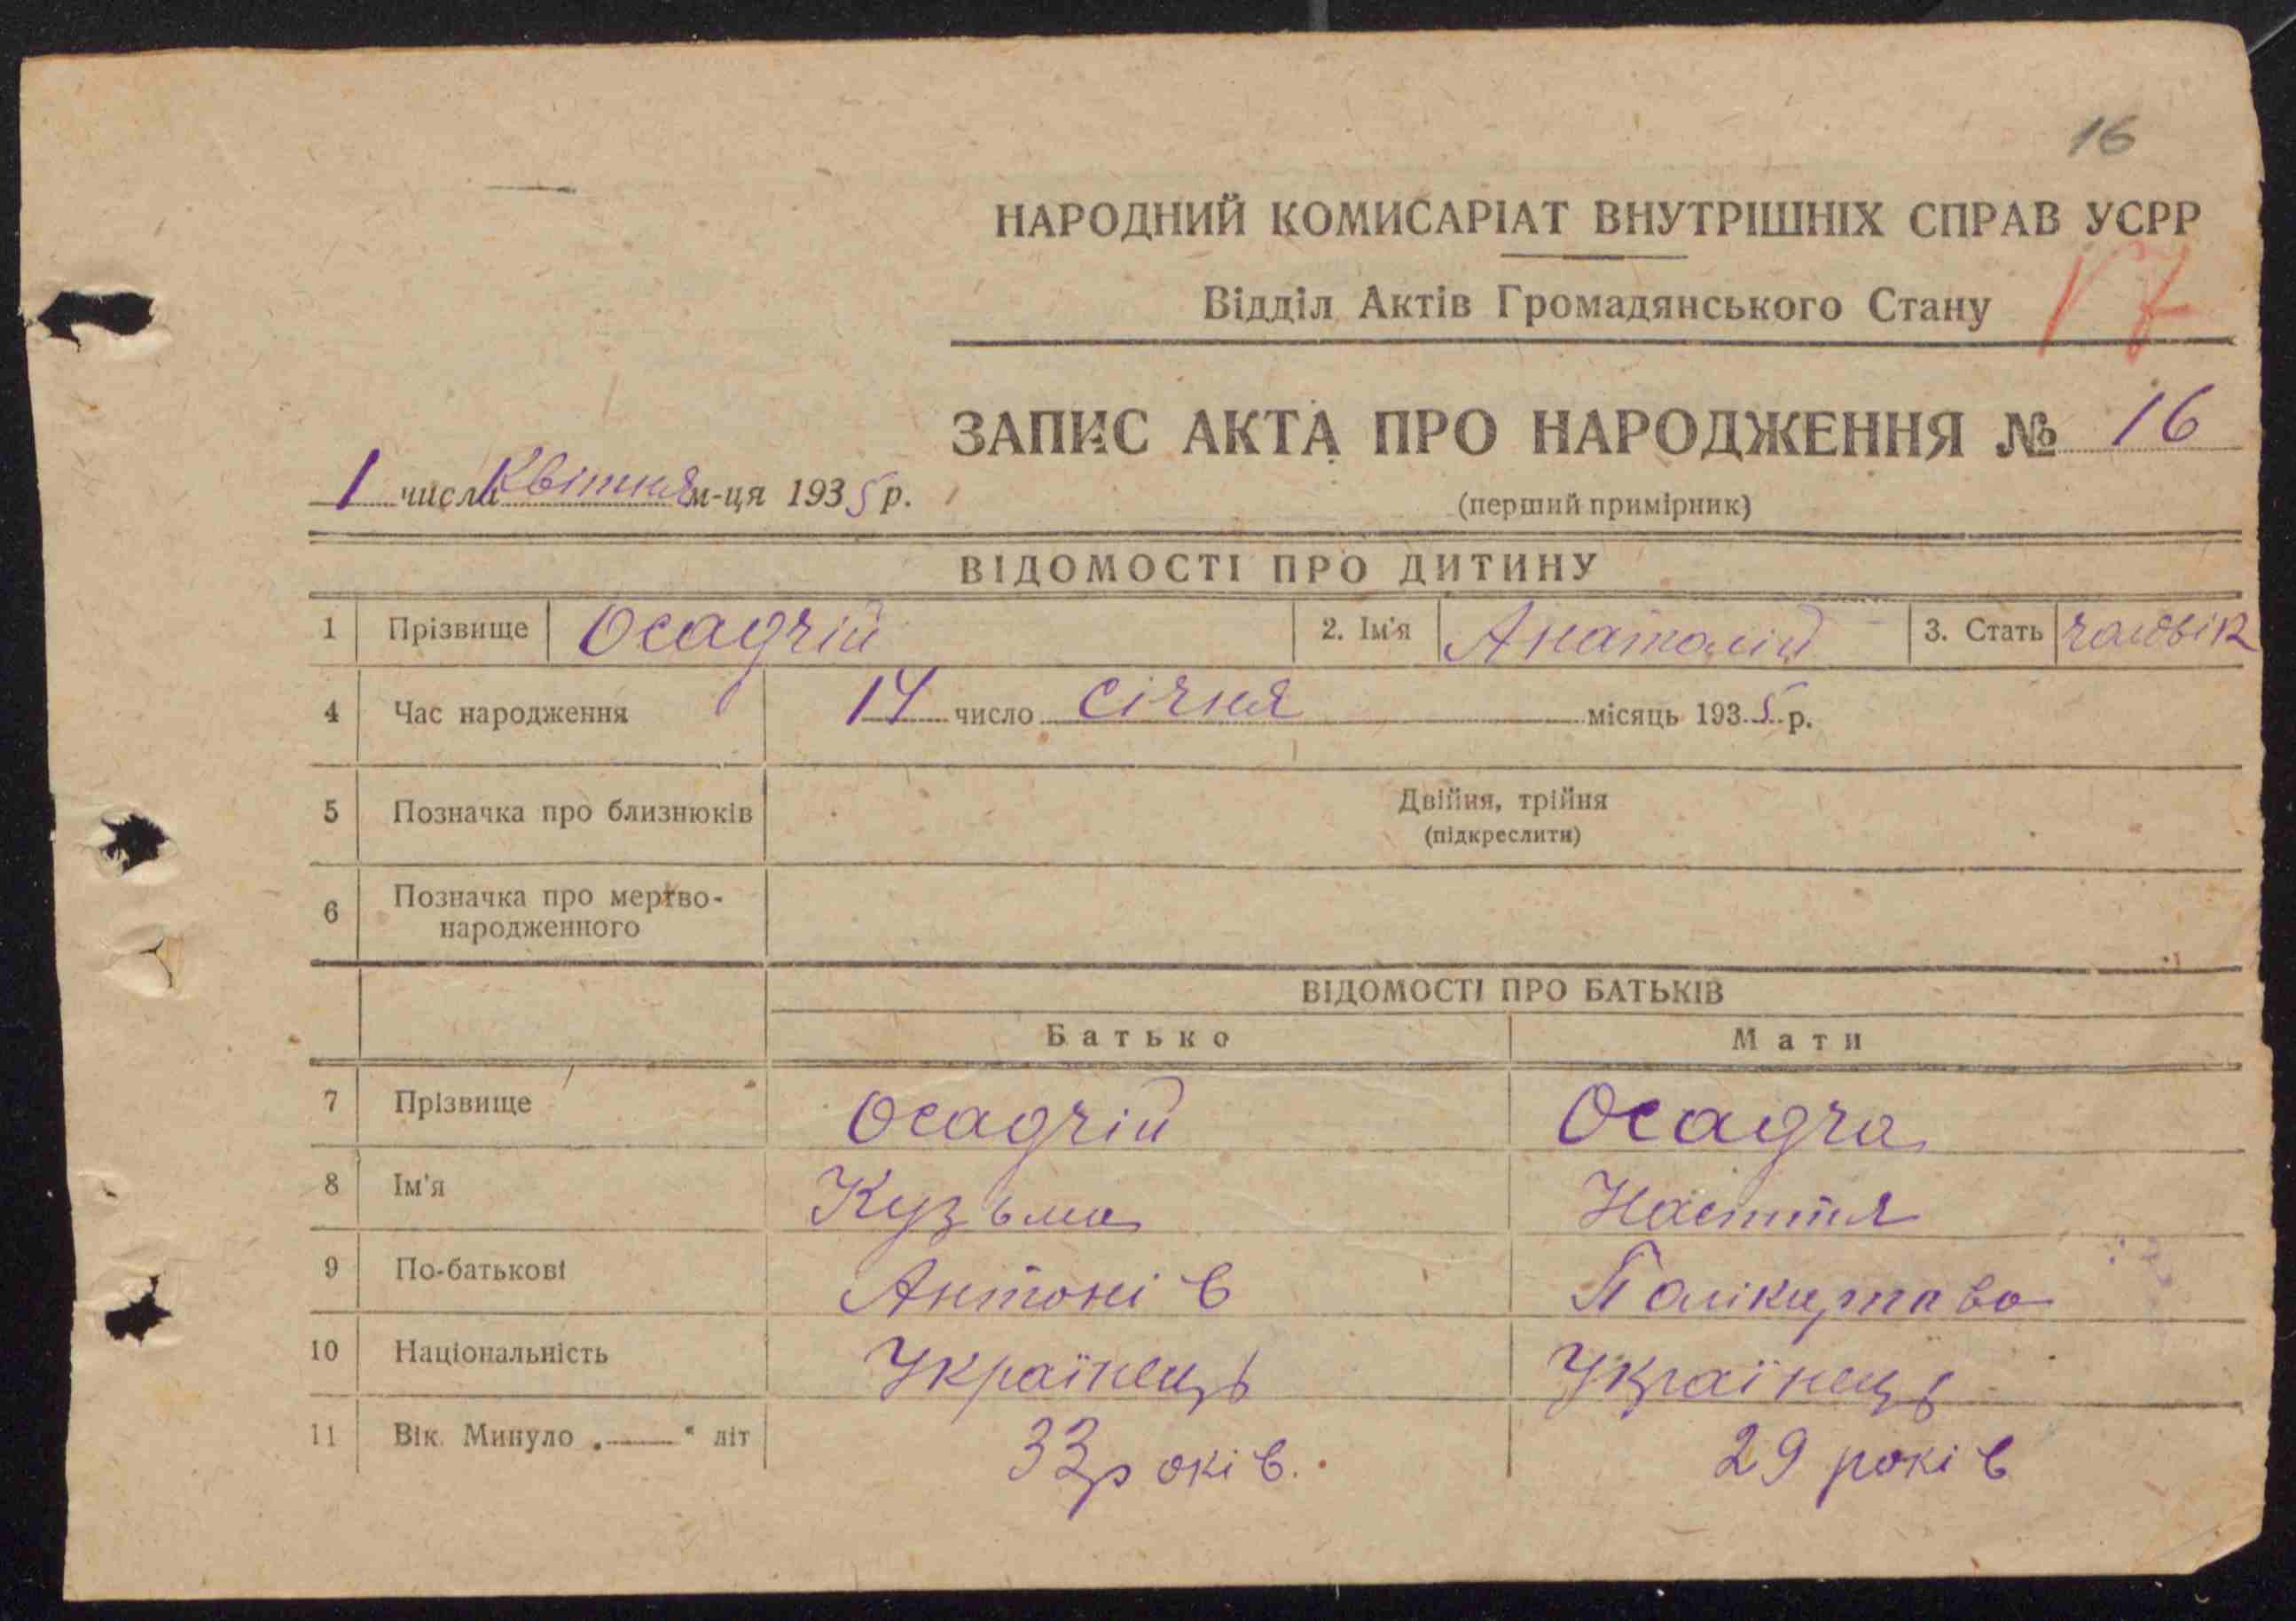 16
НАРОДНИЙ КОМИСАРІАТ ВНУТРІШНІХ СПРАВ УСРР
Відділ Актів Громадянського Стану
17
ЗАПИС АКТА ПРО НАРОДЖЕННЯ № 16
1 числа Квітня м-ця 1935 р.
(перший примірник)
ВІДОМОСТІ ПРО ДИТИНУ
1 Прізвище Осадчій 2. Ім'я Анатолій 3. Стать чоловік
4 Час народження 14 число Січня місяць 1935 р.
5 Позначка про близнюків Двійня, трійня
(підкреслити)
6 Позначка про мертво-
народженного
ВІДОМОСТІ ПРО БАТЬКІВ
Батько Мати
7 Прізвище Осадчій Осадча
8 Ім'я Кузьма Настя
9 По-батькові Антонів Полікарпова
10 Національність Українець Українець
11 Вік. Минуло „——" літ 33 років. 29 років